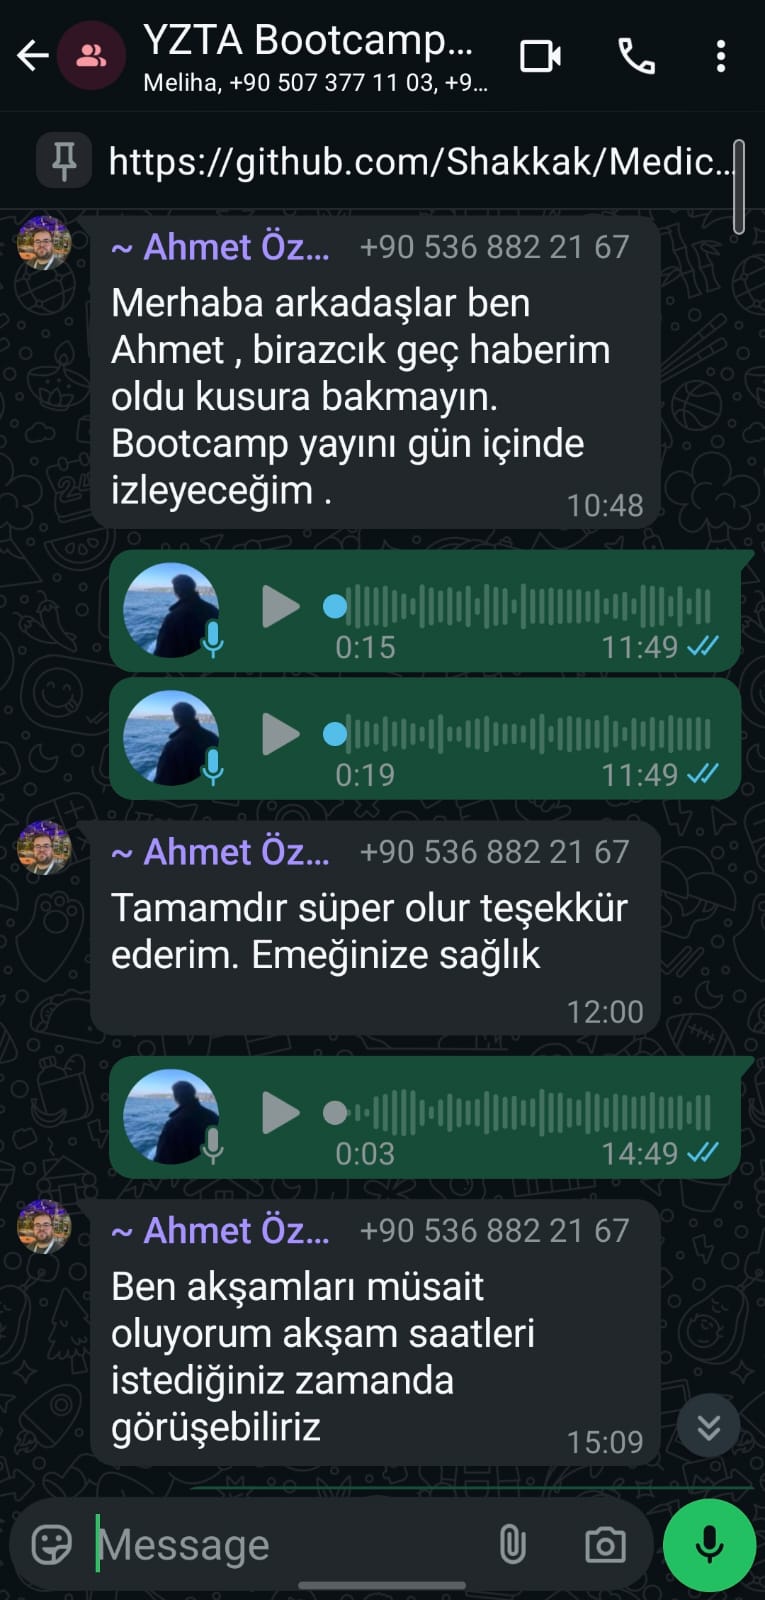 YZTA Bootcamp...
Meliha, +90 507 377 11 03, +9...
https://github.com/Shakkak/Medic...
~ Ahmet Öz... +90 536 882 21 67
Merhaba arkadaşlar ben
Ahmet , birazcık geç haberim
oldu kusura bakmayın.
Bootcamp yayını gün içinde
izleyeceğim .
10:48
0:15 11:49
0:19 11:49
~ Ahmet Öz... +90 536 882 21 67
Tamamdır süper olur teşekkür
ederim. Emeğinize sağlık
12:00
0:03 14:49
~ Ahmet Öz... +90 536 882 21 67
Ben akşamları müsait
oluyorum akşam saatleri
istediğiniz zamanda
görüşebiliriz
15:09
Message